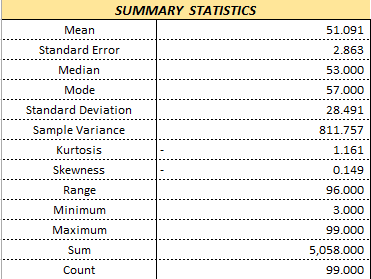 SUMMARY STATISTICS
Mean 51.091
Standard Error 2.863
Median 53.000
Mode 57.000
Standard Deviation 28.491
Sample Variance 811.757
Kurtosis - 1.161
Skewness - 0.149
Range 96.000
Minimum 3.000
Maximum 99.000
Sum 5,058.000
Count 99.000